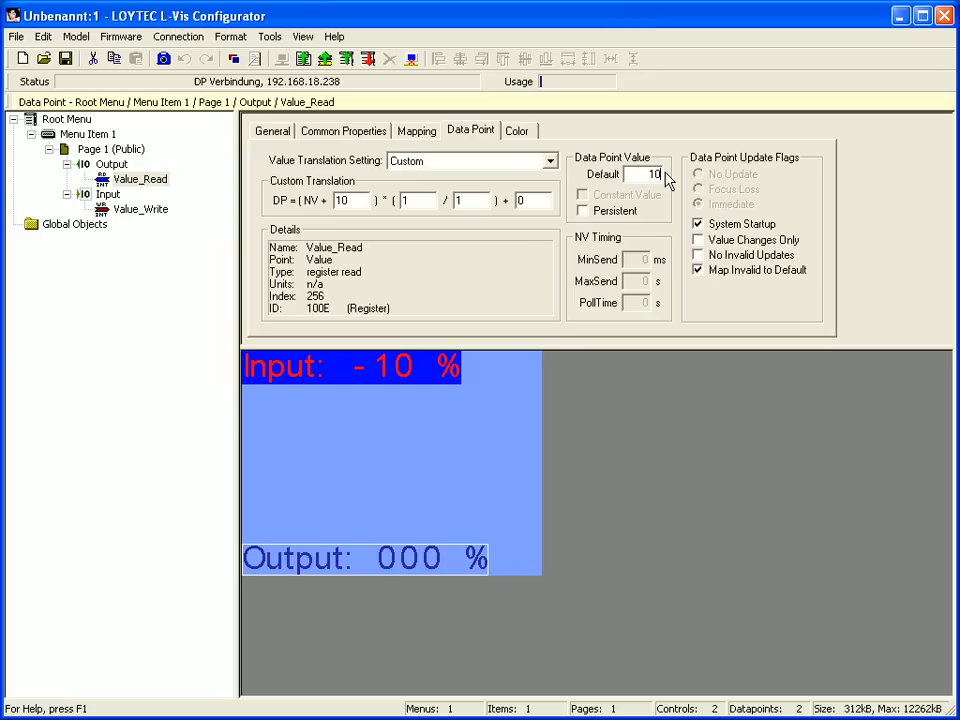 Unbenannt:1 - LOYTEC L-Vis Configurator
File Edit Model Firmware Connection Format Tools View Help
Status DP Verbindung, 192.168.18.238 Usage
Data Point - Root Menu / Menu Item 1 / Page 1 / Output / Value_Read
Root Menu
Menu Item 1
Page 1 (Public)
Output
Value_Read
Input
Value_Write
Global Objects
General Common Properties Mapping Data Point Color
Value Translation Setting: Custom
Custom Translation
DP = ( NV + 10 ) * ( 1 / 1 ) + 0
Details
Name: Value_Read
Point: Value
Type: register read
Units: n/a
Index: 256
ID: 100E (Register)
Data Point Value
Default 10
Constant Value
Persistent
NV Timing
MinSend 0 ms
MaxSend 0 s
PollTime 0 s
Data Point Update Flags
No Update
Focus Loss
Immediate
System Startup
Value Changes Only
No Invalid Updates
Map Invalid to Default
Input: -10 %
Output: 000 %
For Help, press F1 Menus: 1 Items: 1 Pages: 1 Controls: 2 Datapoints: 2 Size: 312kB, Max: 12262kB